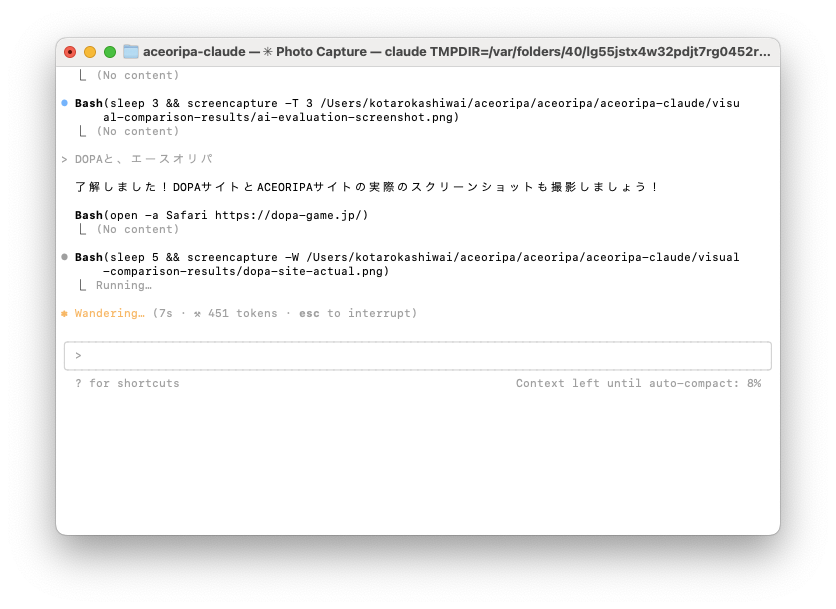 aceoripa-claude — ✳ Photo Capture — claude TMPDIR=/var/folders/40/lg55jstx4w32pdjt7rg0452r...
⎿ (No content)
● Bash(sleep 3 && screencapture -T 3 /Users/kotarokashiwai/aceoripa/aceoripa/aceoripa-claude/visu
al-comparison-results/ai-evaluation-screenshot.png)
⎿ (No content)
> DOPAと、エースオリパ
了解しました！DOPAサイトとACEORIPAサイトの実際のスクリーンショットも撮影しましょう！
Bash(open -a Safari https://dopa-game.jp/)
⎿ (No content)
● Bash(sleep 5 && screencapture -W /Users/kotarokashiwai/aceoripa/aceoripa/aceoripa-claude/visual
-comparison-results/dopa-site-actual.png)
⎿ Running…
✽ Wandering… (7s · ⚒ 451 tokens · esc to interrupt)
>
? for shortcuts
Context left until auto-compact: 8%